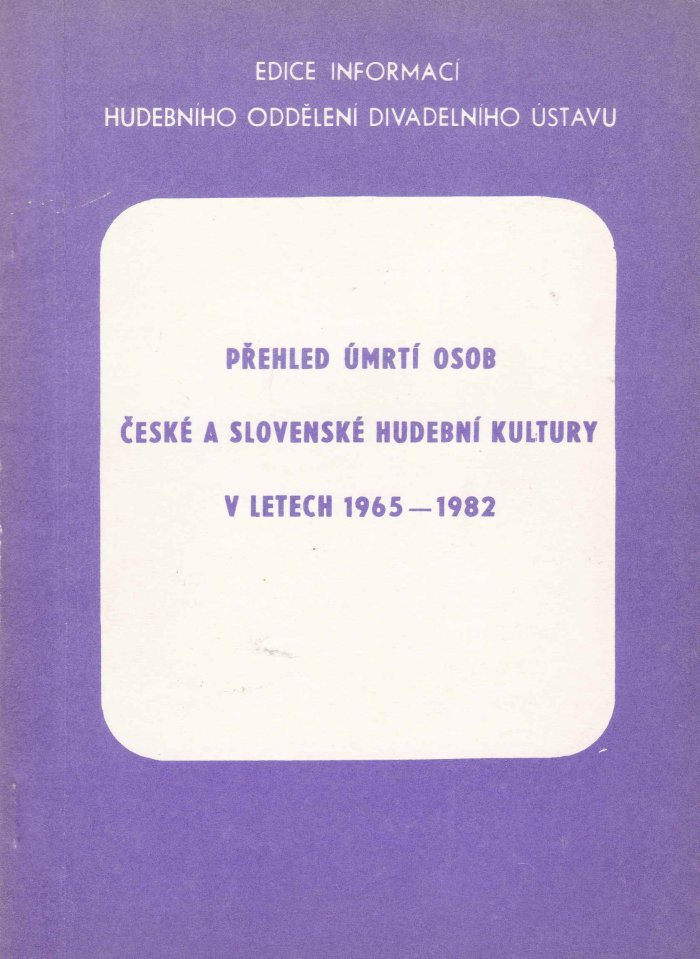 EDICE INFORMACÍ
HUDEBNÍHO ODDĚLENÍ DIVADELNÍHO ÚSTAVU
PŘEHLED ÚMRTÍ OSOB
ČESKÉ A SLOVENSKÉ HUDEBNÍ KULTURY
V LETECH 1965—1982